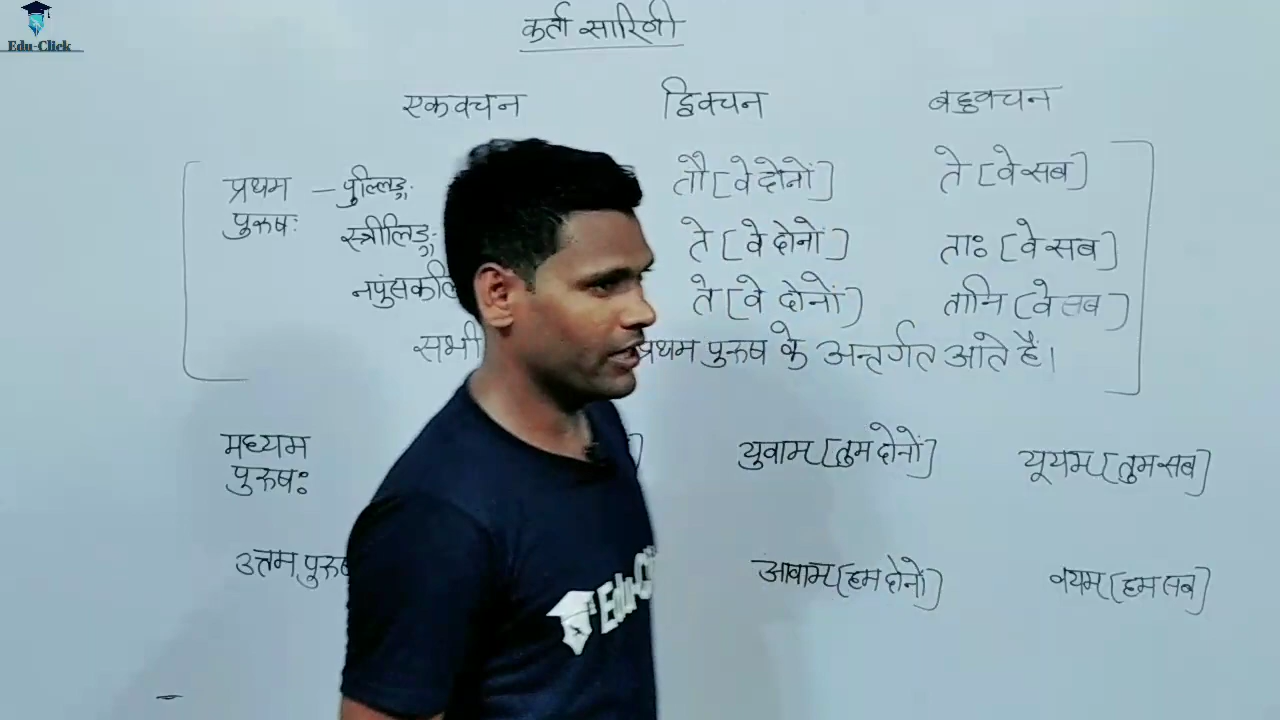 Edu-Click
कर्ता सारिणी
एकवचन द्विवचन बहुवचन
प्रथम – पुल्लिङ्ग: तौ [वे दोनों] ते [वे सब]
पुरुषः स्त्रीलिङ्ग: ते [वे दोनों] ताः [वे सब]
नपुंसकलि ते [वे दोनों] तानि [वे सब]
सभी प्रथम पुरुष के अन्तर्गत आते है।
मध्यम युवाम [तुम दोनों] यूयम [तुम सब]
पुरुषः
उत्तम पुरुष आवाम [हम दोनों] वयम [हम सब]
Edu-Cl